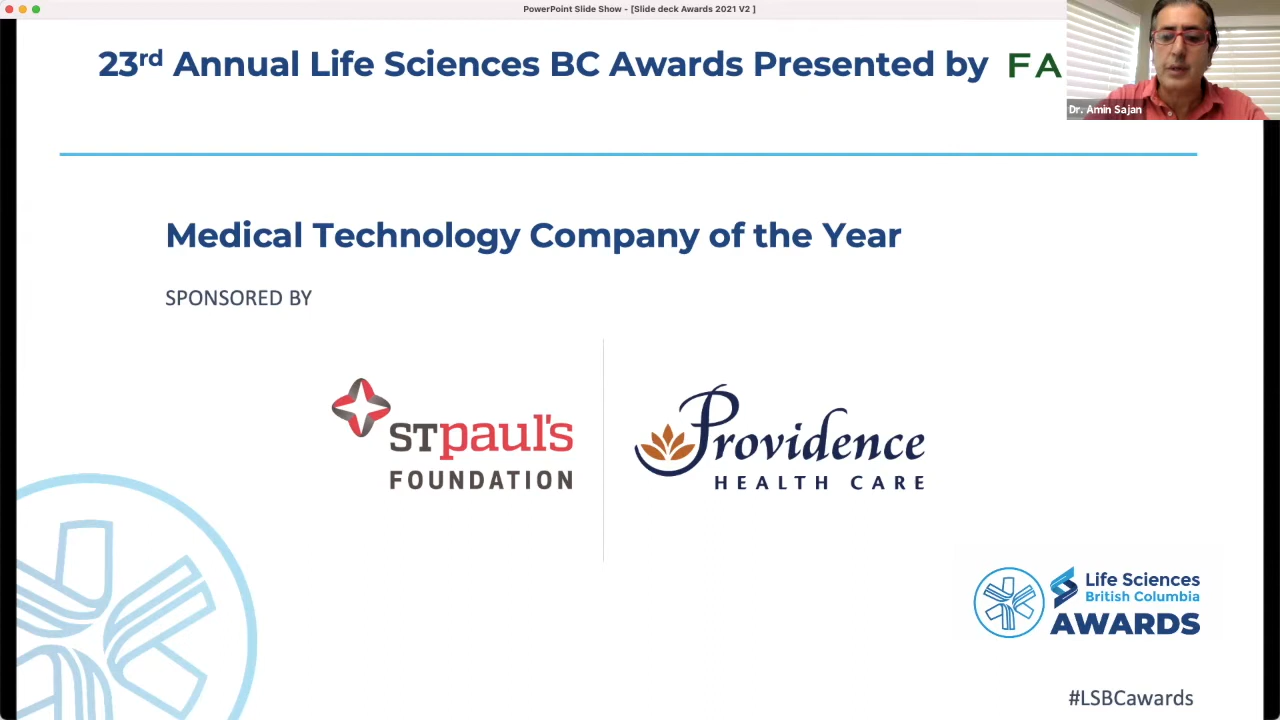 PowerPoint Slide Show - [Slide deck Awards 2021 V2 ]
23rd Annual Life Sciences BC Awards Presented by FA
Dr. Amin Sajan
Medical Technology Company of the Year
SPONSORED BY
STpaul's
FOUNDATION
Providence
HEALTH CARE
Life Sciences
British Columbia
AWARDS
#LSBCawards